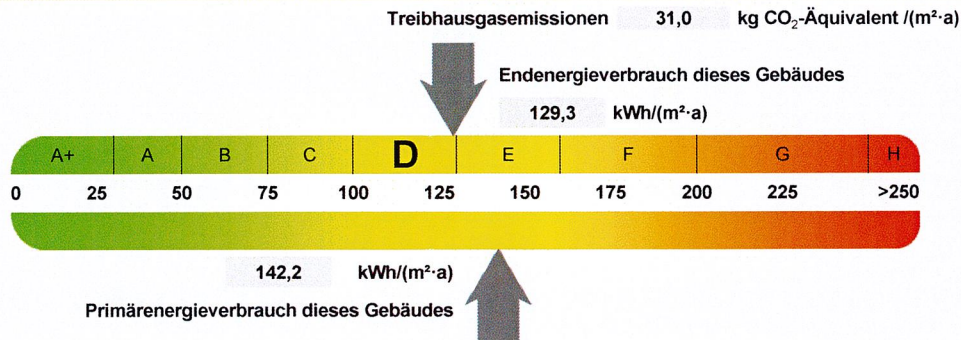 Treibhausgasemissionen 31,0 kg CO₂-Äquivalent /(m²·a)
Endenergieverbrauch dieses Gebäudes
129,3 kWh/(m²·a)
A+ A B C D E F G H
0 25 50 75 100 125 150 175 200 225 >250
142,2 kWh/(m²·a)
Primärenergieverbrauch dieses Gebäudes